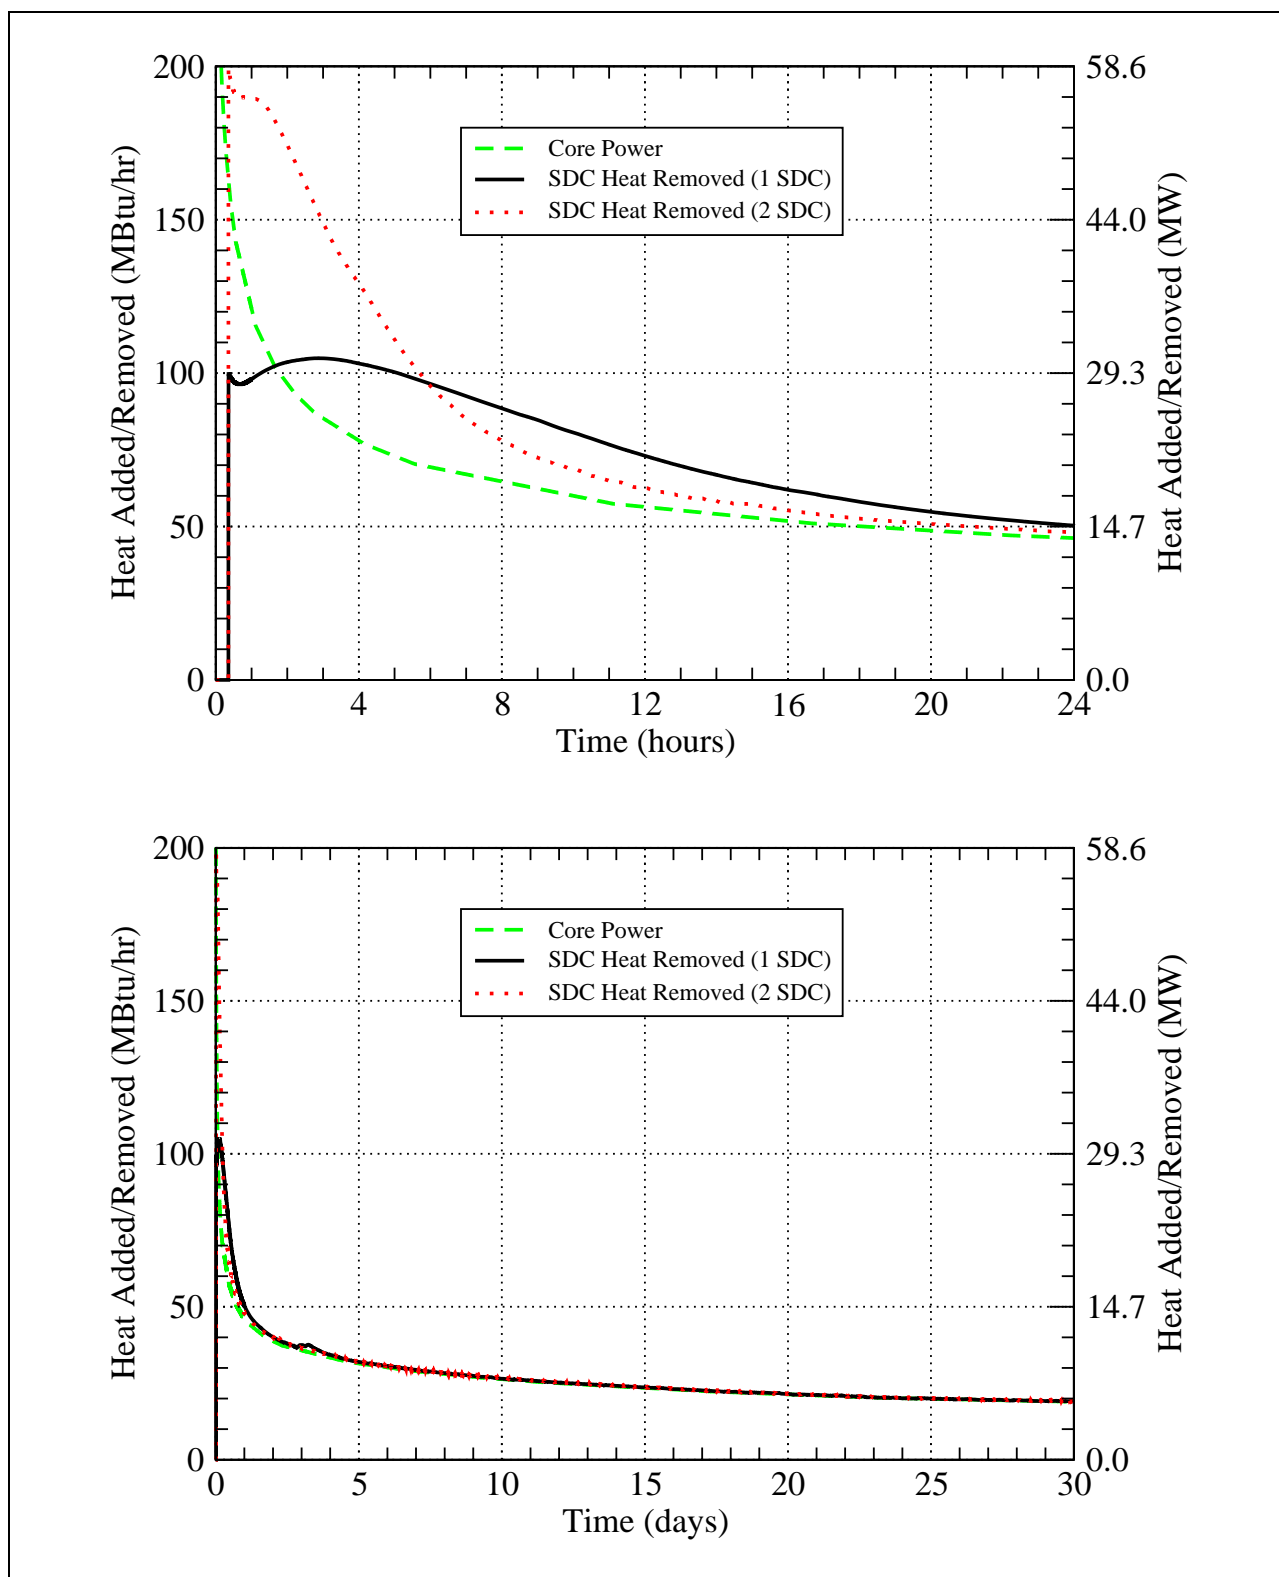 200
150
100
50
0
58.6
44.0
29.3
14.7
0.0
Heat Added/Removed (MBtu/hr)
Heat Added/Removed (MW)
Core Power
SDC Heat Removed (1 SDC)
SDC Heat Removed (2 SDC)
0 4 8 12 16 20 24
Time (hours)
200
150
100
50
0
58.6
44.0
29.3
14.7
0.0
Heat Added/Removed (MBtu/hr)
Heat Added/Removed (MW)
Core Power
SDC Heat Removed (1 SDC)
SDC Heat Removed (2 SDC)
0 5 10 15 20 25 30
Time (days)